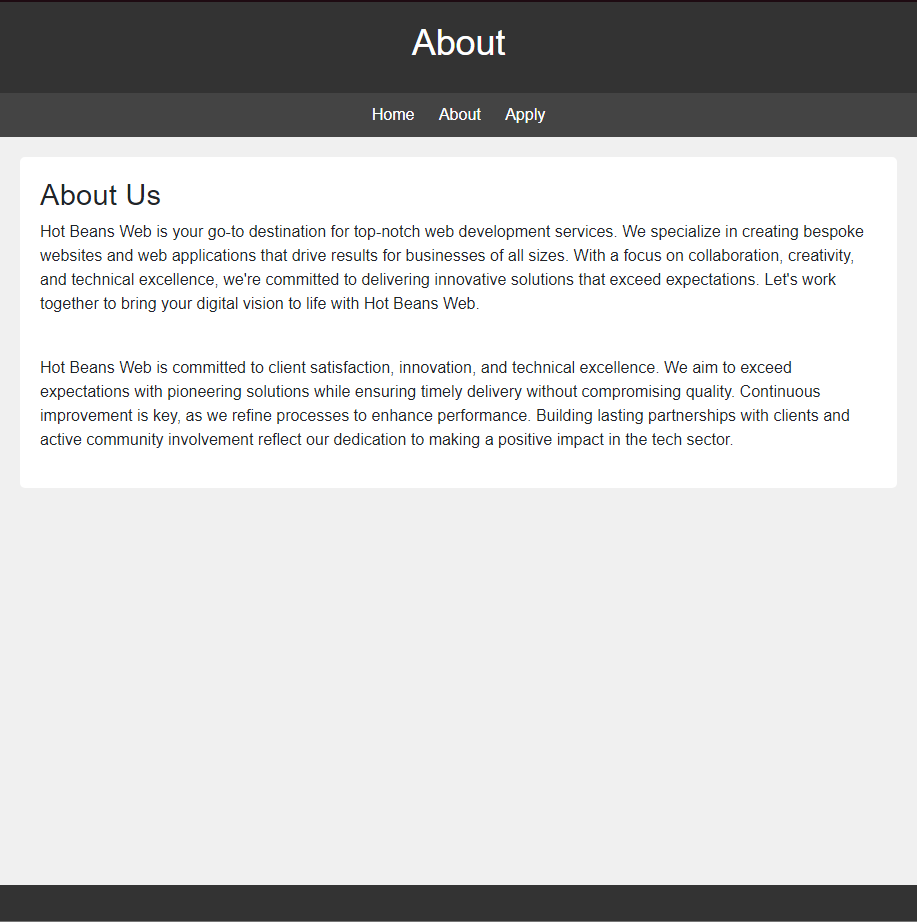 About
Home About Apply
About Us
Hot Beans Web is your go-to destination for top-notch web development services. We specialize in creating bespoke
websites and web applications that drive results for businesses of all sizes. With a focus on collaboration, creativity,
and technical excellence, we're committed to delivering innovative solutions that exceed expectations. Let's work
together to bring your digital vision to life with Hot Beans Web.
Hot Beans Web is committed to client satisfaction, innovation, and technical excellence. We aim to exceed
expectations with pioneering solutions while ensuring timely delivery without compromising quality. Continuous
improvement is key, as we refine processes to enhance performance. Building lasting partnerships with clients and
active community involvement reflect our dedication to making a positive impact in the tech sector.